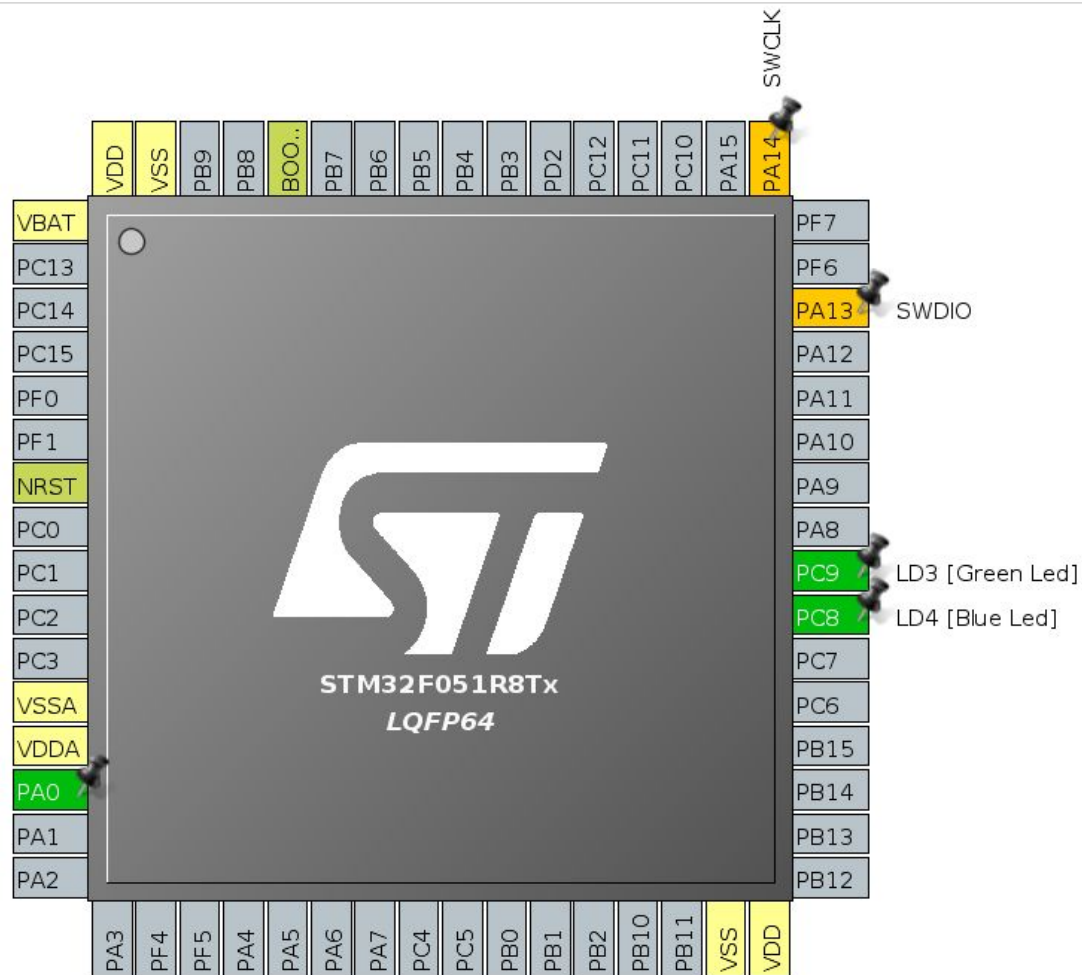 SWCLK
VDD
VSS
PB9
PB8
BOO..
PB7
PB6
PB5
PB4
PB3
PD2
PC12
PC11
PC10
PA15
PA14
VBAT
PC13
PC14
PC15
PF0
PF1
NRST
PC0
PC1
PC2
PC3
VSSA
VDDA
PA0
PA1
PA2
ST
STM32F051R8Tx
LQFP64
PF7
PF6
PA13 SWDIO
PA12
PA11
PA10
PA9
PA8
PC9 LD3 [Green Led]
PC8 LD4 [Blue Led]
PC7
PC6
PB15
PB14
PB13
PB12
PA3
PF4
PF5
PA4
PA5
PA6
PA7
PC4
PC5
PB0
PB1
PB2
PB10
PB11
VSS
VDD